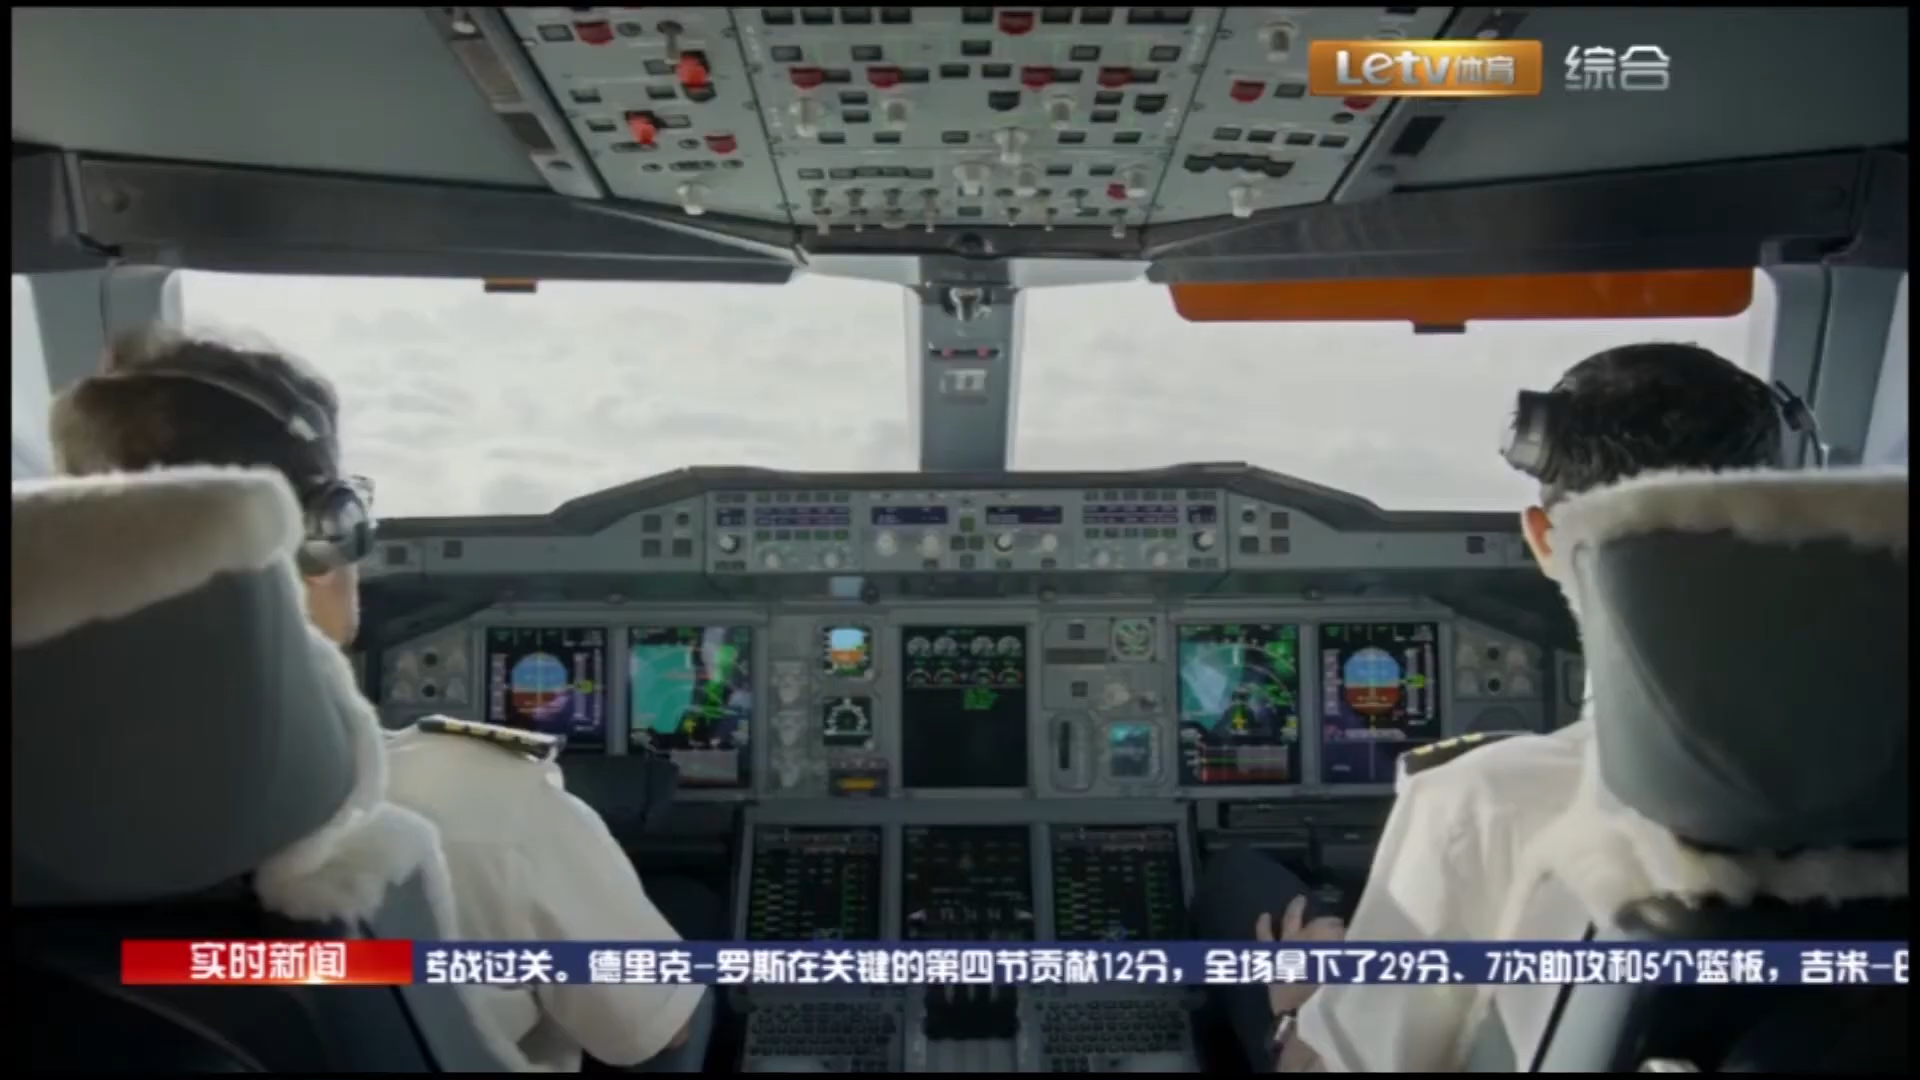 Letv体育 综合
实时新闻
战过关。德里克-罗斯在关键的第四节贡献12分，全场拿下了29分、7次助攻和5个篮板，吉米-